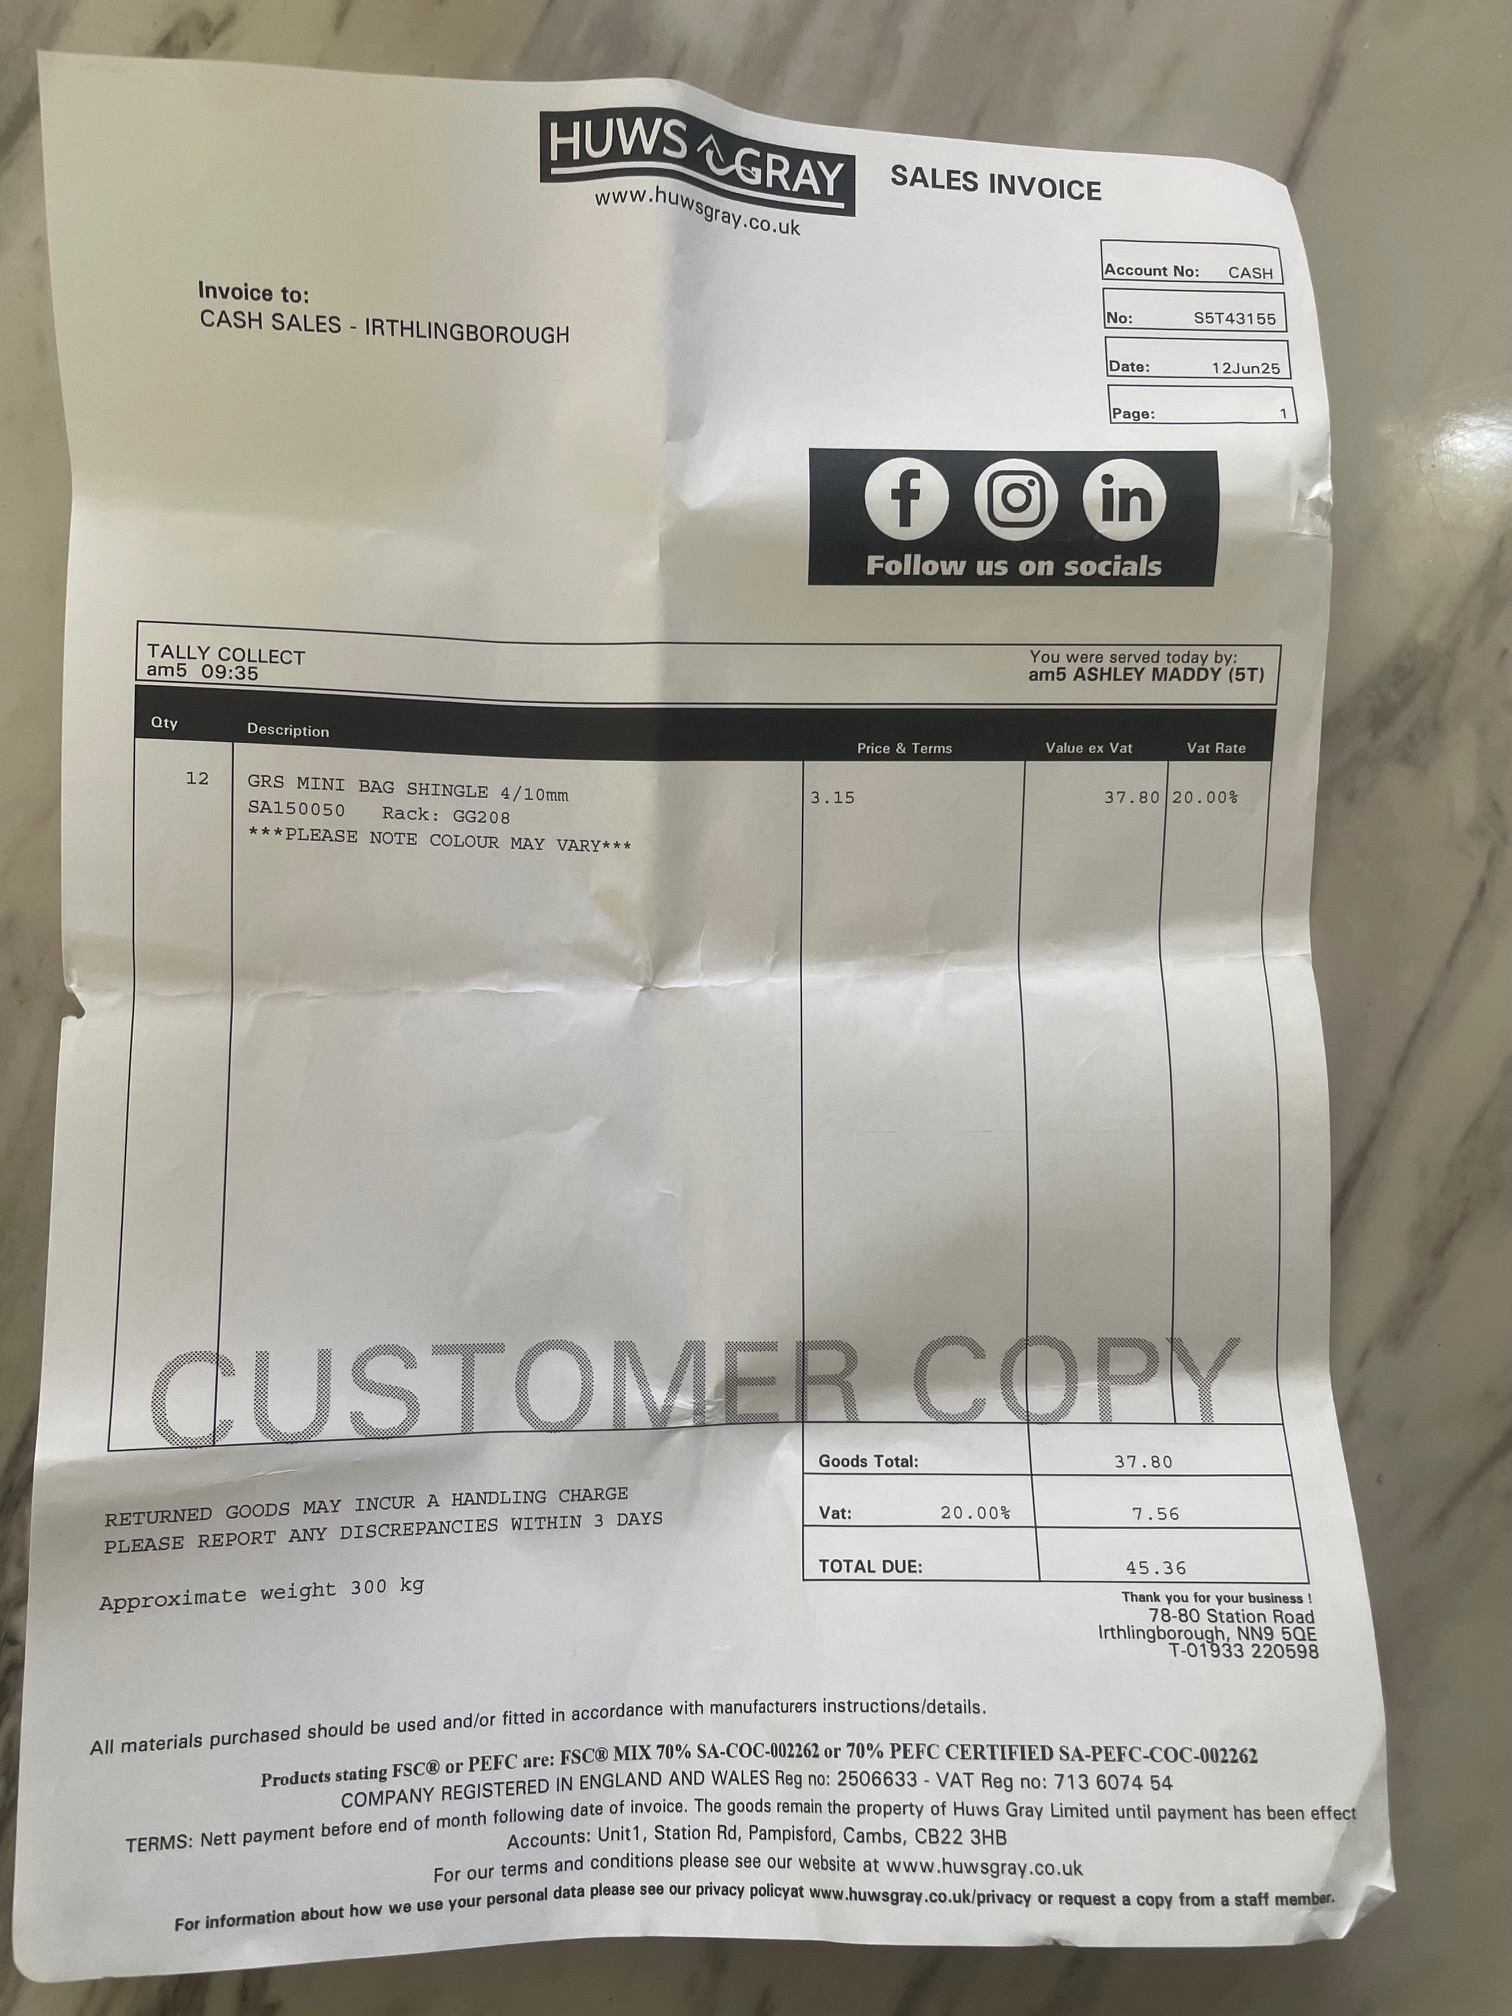 HUWS GRAY
www.huwsgray.co.uk
SALES INVOICE
Invoice to:
CASH SALES - IRTHLINGBOROUGH
Account No: CASH
No: S5T43155
Date: 12Jun25
Page: 1
f in
Follow us on socials
TALLY COLLECT
am5 09:35
You were served today by:
am5 ASHLEY MADDY (5T)
Qty Description Price & Terms Value ex Vat Vat Rate
12 GRS MINI BAG SHINGLE 4/10mm 3.15 37.80 20.00%
SA150050 Rack: GG208
***PLEASE NOTE COLOUR MAY VARY***
CUSTOMER COPY
Goods Total: 37.80
Vat: 20.00% 7.56
TOTAL DUE: 45.36
RETURNED GOODS MAY INCUR A HANDLING CHARGE
PLEASE REPORT ANY DISCREPANCIES WITHIN 3 DAYS
Approximate weight 300 kg
Thank you for your business !
78-80 Station Road
Irthlingborough, NN9 5QE
T-01933 220598
All materials purchased should be used and/or fitted in accordance with manufacturers instructions/details.
Products stating FSC® or PEFC are: FSC® MIX 70% SA-COC-002262 or 70% PEFC CERTIFIED SA-PEFC-COC-002262
COMPANY REGISTERED IN ENGLAND AND WALES Reg no: 2506633 - VAT Reg no: 713 6074 54
TERMS: Nett payment before end of month following date of invoice. The goods remain the property of Huws Gray Limited until payment has been effect
Accounts: Unit1, Station Rd, Pampisford, Cambs, CB22 3HB
For our terms and conditions please see our website at www.huwsgray.co.uk
For information about how we use your personal data please see our privacy policyat www.huwsgray.co.uk/privacy or request a copy from a staff member.